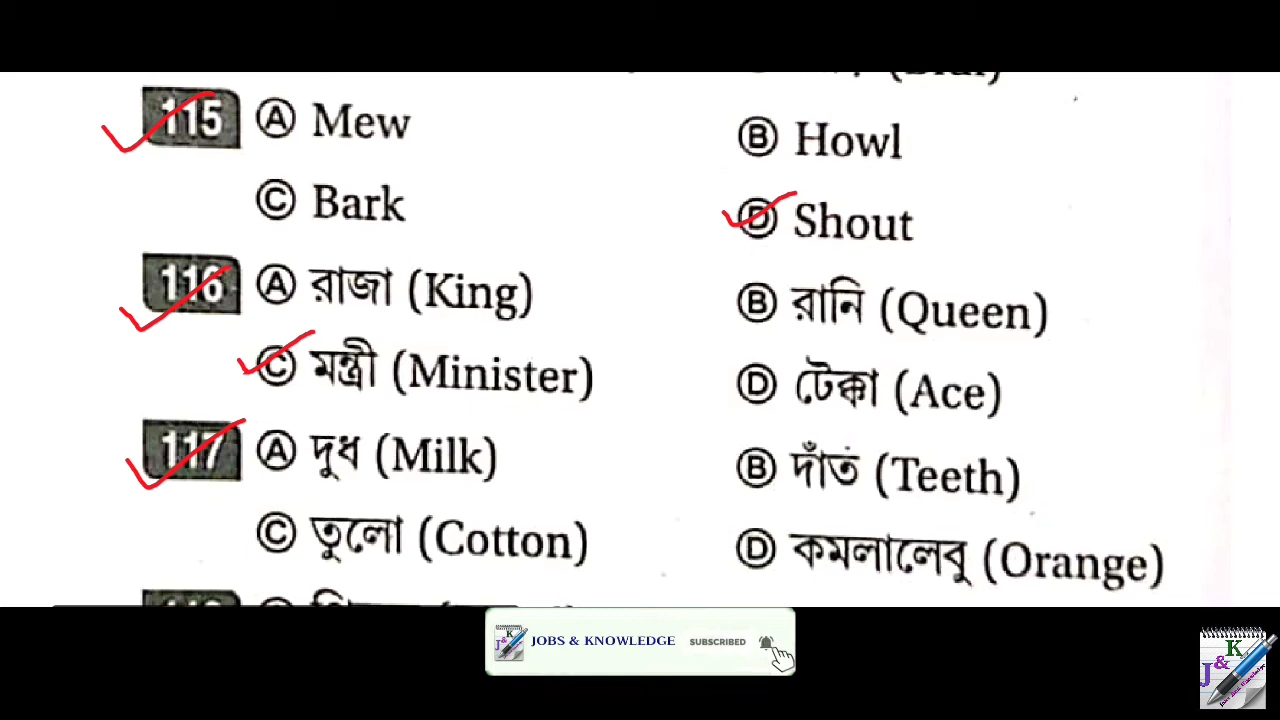 115 Ⓐ Mew Ⓑ Howl
Ⓒ Bark Ⓓ Shout
116 Ⓐ রাজা (King) Ⓑ রানি (Queen)
Ⓒ মন্ত্রী (Minister) Ⓓ টেক্কা (Ace)
117 Ⓐ দুধ (Milk) Ⓑ দাঁত (Teeth)
Ⓒ তুলো (Cotton) Ⓓ কমলালেবু (Orange)
J&K JOBS & KNOWLEDGE SUBSCRIBED
J&K